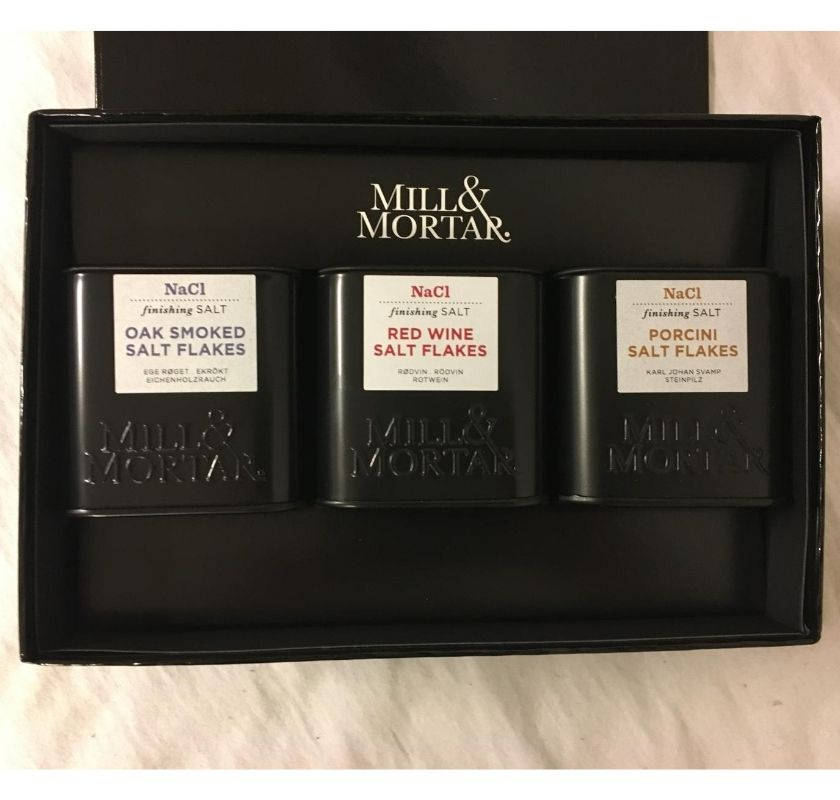 MILL&
MORTAR.
NaCl
finishing SALT
OAK SMOKED
SALT FLAKES
EGE RØGET . EKRÖKT
EICHENHOLZRAUCH
MILL&
MORTAR.
NaCl
finishing SALT
RED WINE
SALT FLAKES
RØDVIN . RÖDVIN
ROTWEIN
MILL&
MORTAR.
NaCl
finishing SALT
PORCINI
SALT FLAKES
KARL JOHAN SVAMP
STEINPILZ
MILL&
MORTAR.